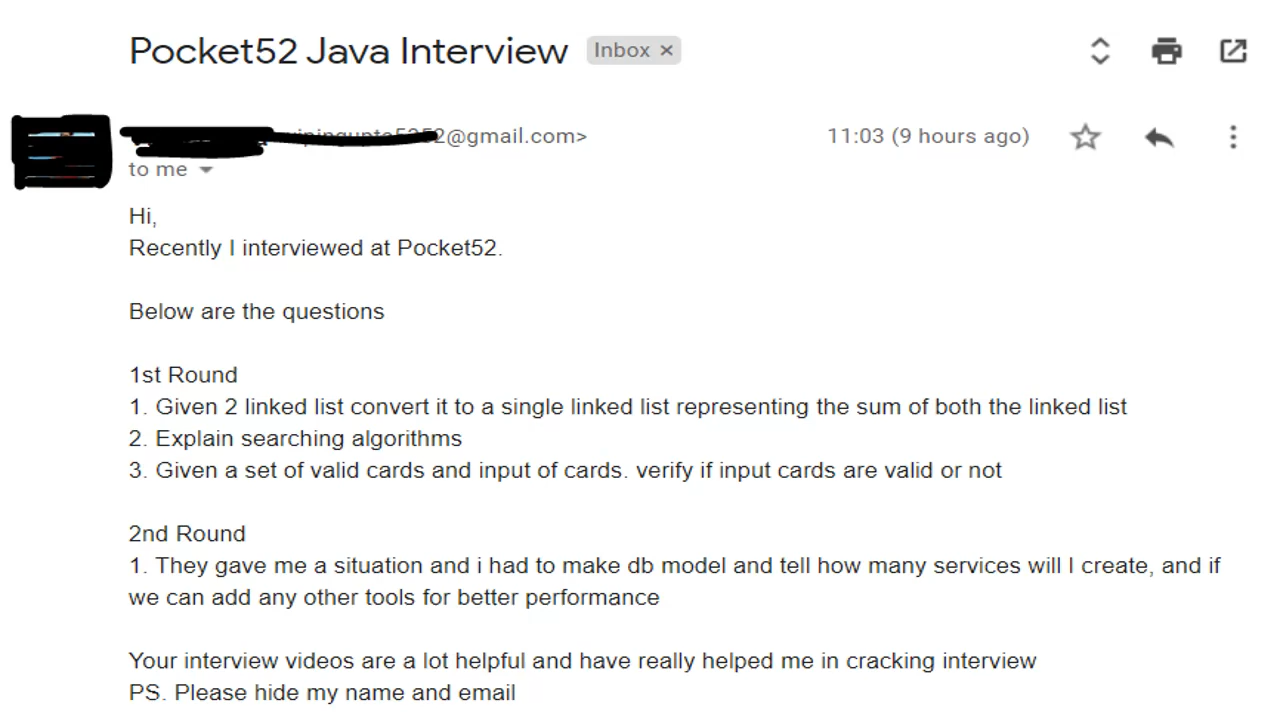 Pocket52 Java Interview Inbox ×
2@gmail.com> 11:03 (9 hours ago)
to me
Hi,
Recently I interviewed at Pocket52.
Below are the questions
1st Round
1. Given 2 linked list convert it to a single linked list representing the sum of both the linked list
2. Explain searching algorithms
3. Given a set of valid cards and input of cards. verify if input cards are valid or not
2nd Round
1. They gave me a situation and i had to make db model and tell how many services will I create, and if
we can add any other tools for better performance
Your interview videos are a lot helpful and have really helped me in cracking interview
PS. Please hide my name and email